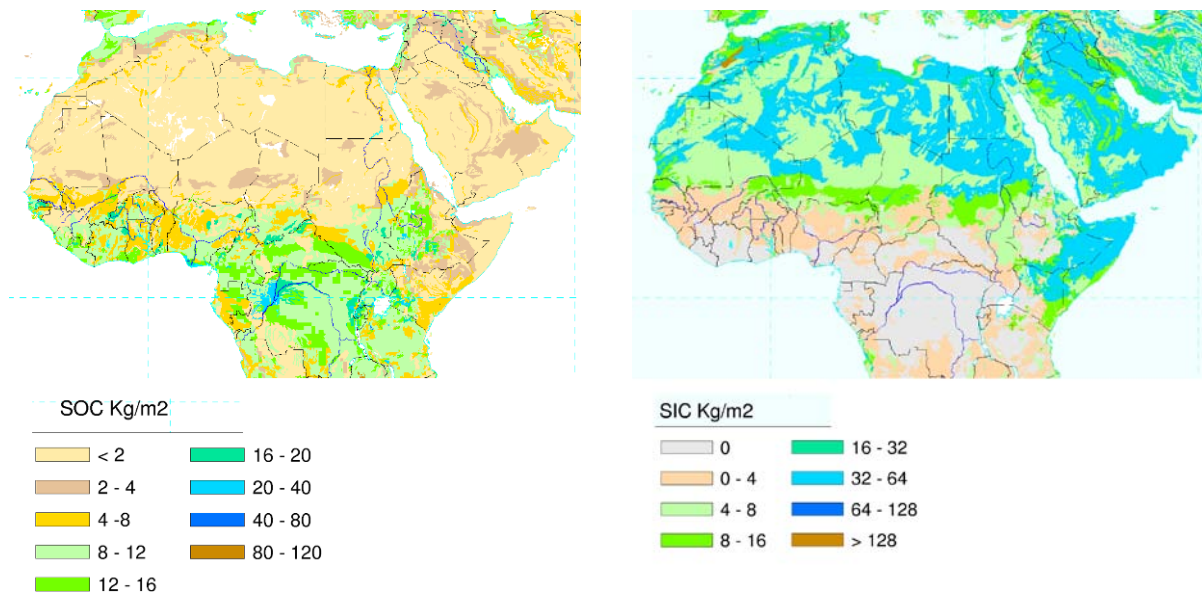 SOC Kg/m2
< 2
2 - 4
4 -8
8 - 12
12 - 16
16 - 20
20 - 40
40 - 80
80 - 120
SIC Kg/m2
0
0 - 4
4 - 8
8 - 16
16 - 32
32 - 64
64 - 128
> 128